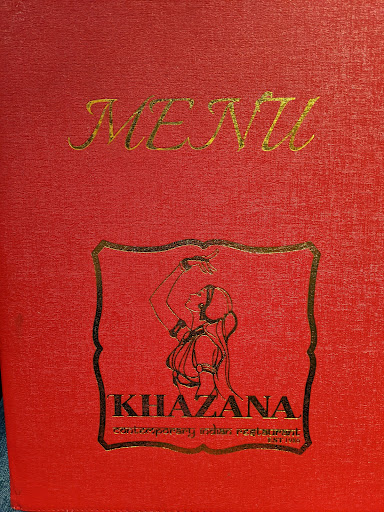 MENU
KHAZANA
contemporary indian restaurant